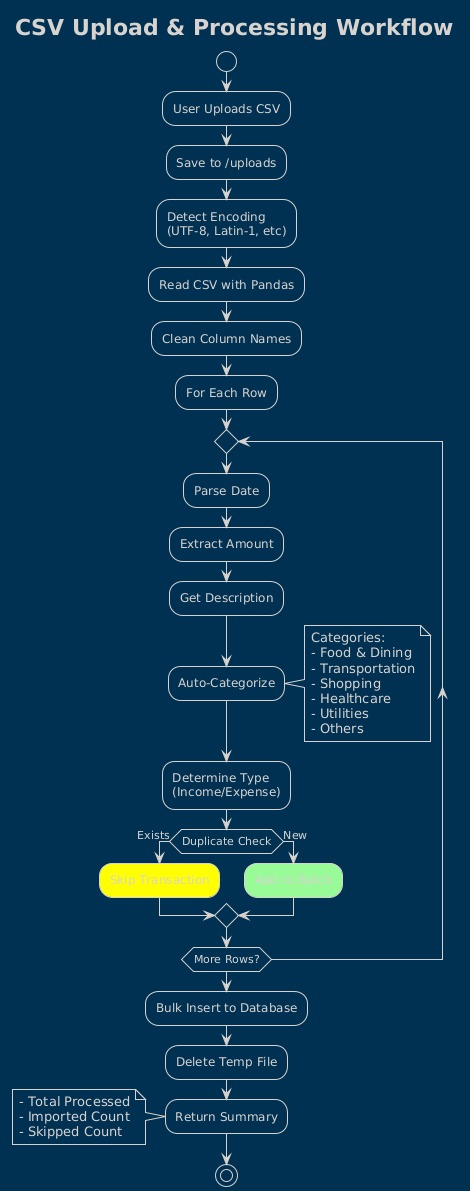 CSV Upload & Processing Workflow
User Uploads CSV
Save to /uploads
Detect Encoding
(UTF-8, Latin-1, etc)
Read CSV with Pandas
Clean Column Names
For Each Row
Parse Date
Extract Amount
Get Description
Auto-Categorize
Categories:
- Food & Dining
- Transportation
- Shopping
- Healthcare
- Utilities
- Others
Determine Type
(Income/Expense)
Exists
Duplicate Check
New
Skip Transaction
More Rows?
Bulk Insert to Database
Delete Temp File
- Total Processed
- Imported Count
- Skipped Count
Return Summary